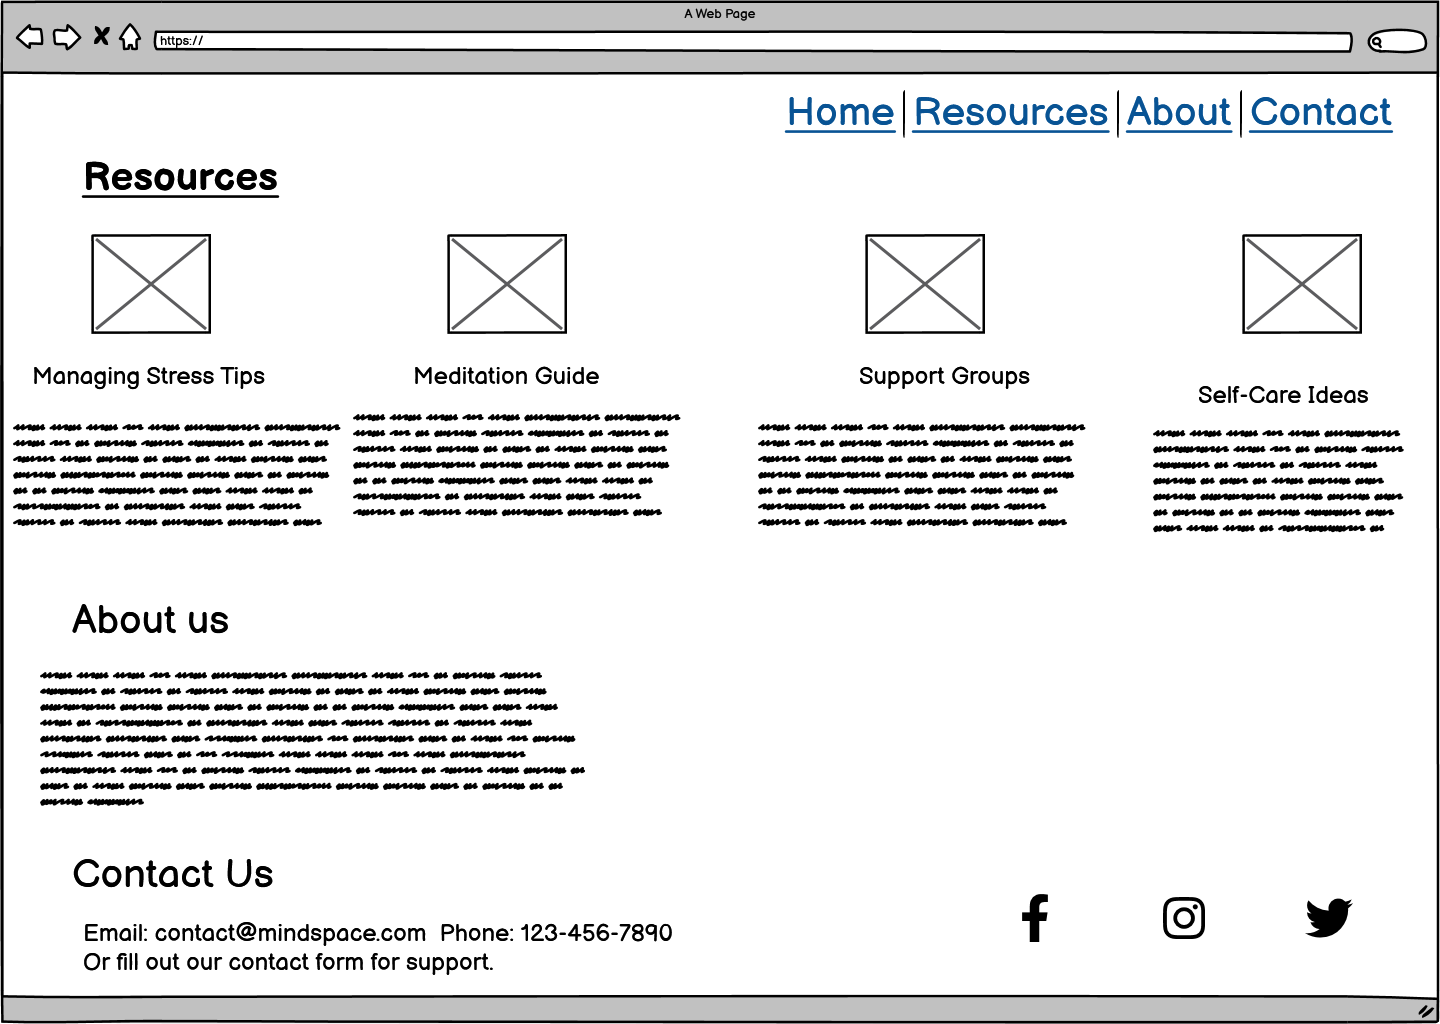 A Web Page
https://
Home Resources About Contact
Resources
Managing Stress Tips
Meditation Guide
Support Groups
Self-Care Ideas
About us
Contact Us
Email: contact@mindspace.com Phone: 123-456-7890
Or fill out our contact form for support.